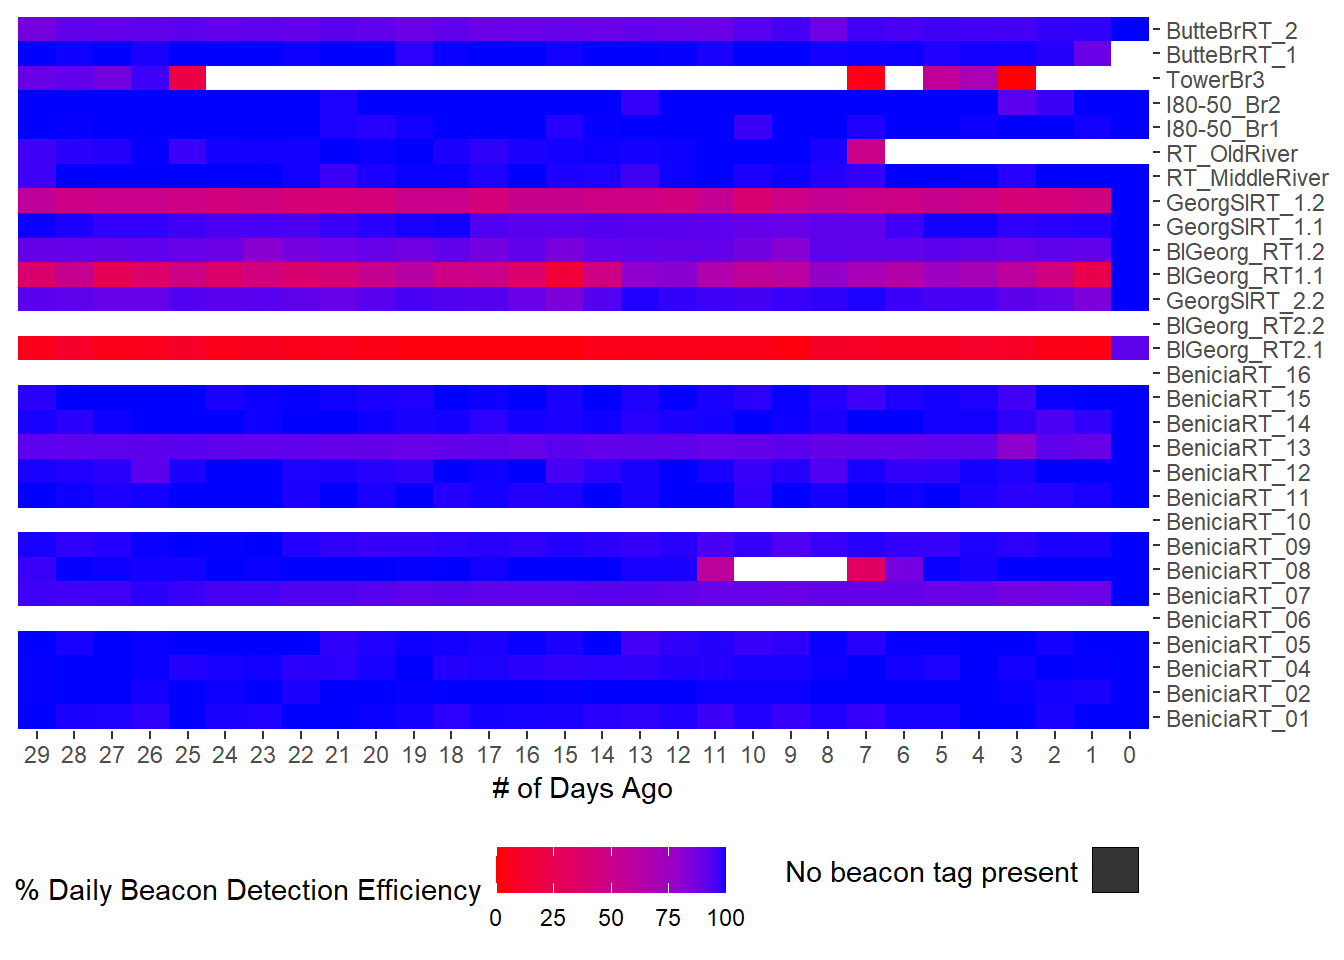 ButteBrRT_2
ButteBrRT_1
TowerBr3
I80-50_Br2
I80-50_Br1
RT_OldRiver
RT_MiddleRiver
GeorgSlRT_1.2
GeorgSlRT_1.1
BlGeorg_RT1.2
BlGeorg_RT1.1
GeorgSlRT_2.2
BlGeorg_RT2.2
BlGeorg_RT2.1
BeniciaRT_16
BeniciaRT_15
BeniciaRT_14
BeniciaRT_13
BeniciaRT_12
BeniciaRT_11
BeniciaRT_10
BeniciaRT_09
BeniciaRT_08
BeniciaRT_07
BeniciaRT_06
BeniciaRT_05
BeniciaRT_04
BeniciaRT_02
BeniciaRT_01
29 28 27 26 25 24 23 22 21 20 19 18 17 16 15 14 13 12 11 10 9 8 7 6 5 4 3 2 1 0
# of Days Ago
% Daily Beacon Detection Efficiency
0 25 50 75 100
No beacon tag present